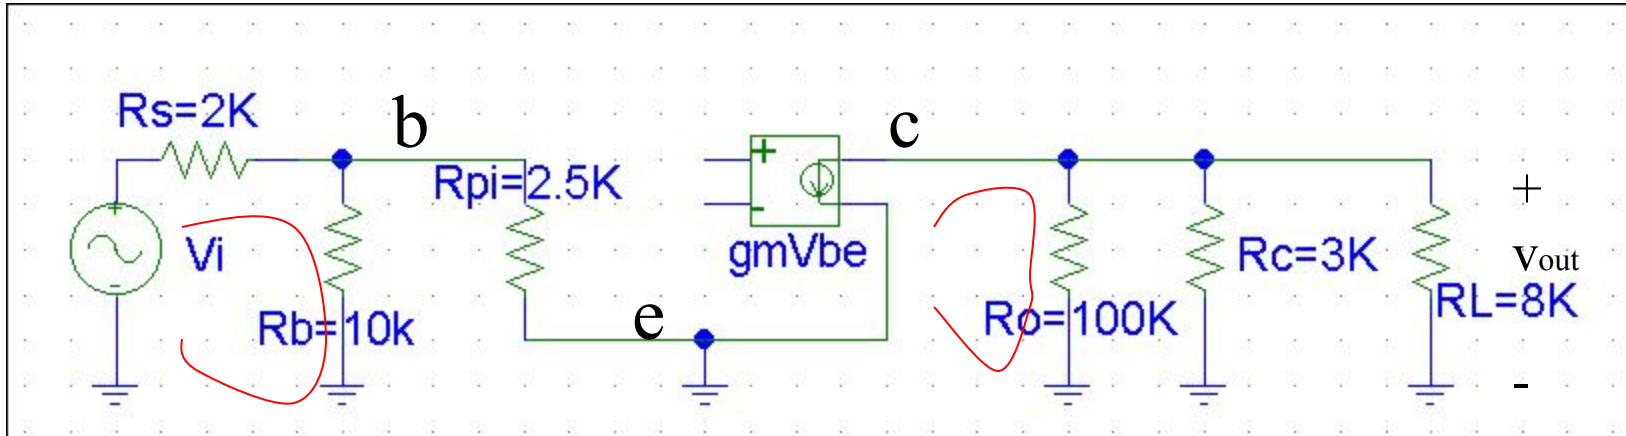 Rs=2K
b
c
Rpi=2.5K
+
-
+
-
+
Vi
gmVbe
Rc=3K
Vout
Rb=10k
e
Ro=100K
RL=8K
-